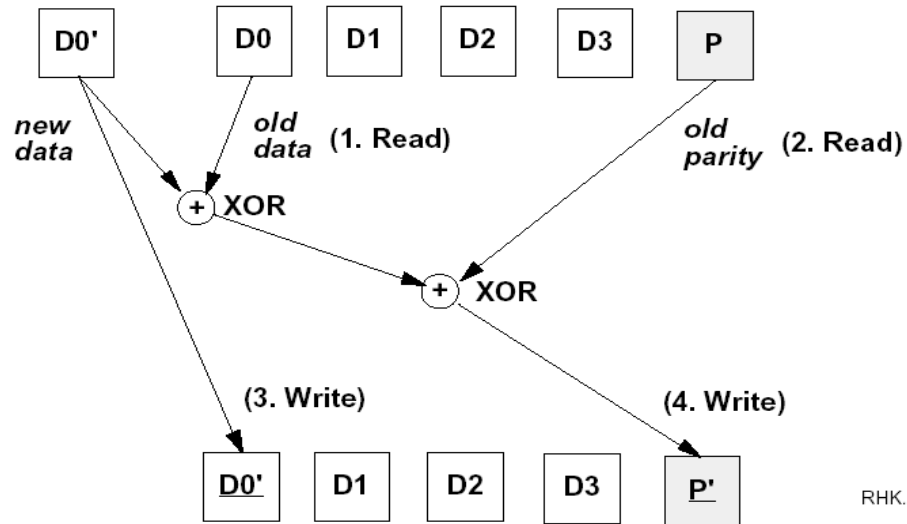 D0' D0 D1 D2 D3 P
new data
old data (1. Read)
old parity (2. Read)
+ XOR
+ XOR
(3. Write)
(4. Write)
D0' D1 D2 D3 P'
RHK.